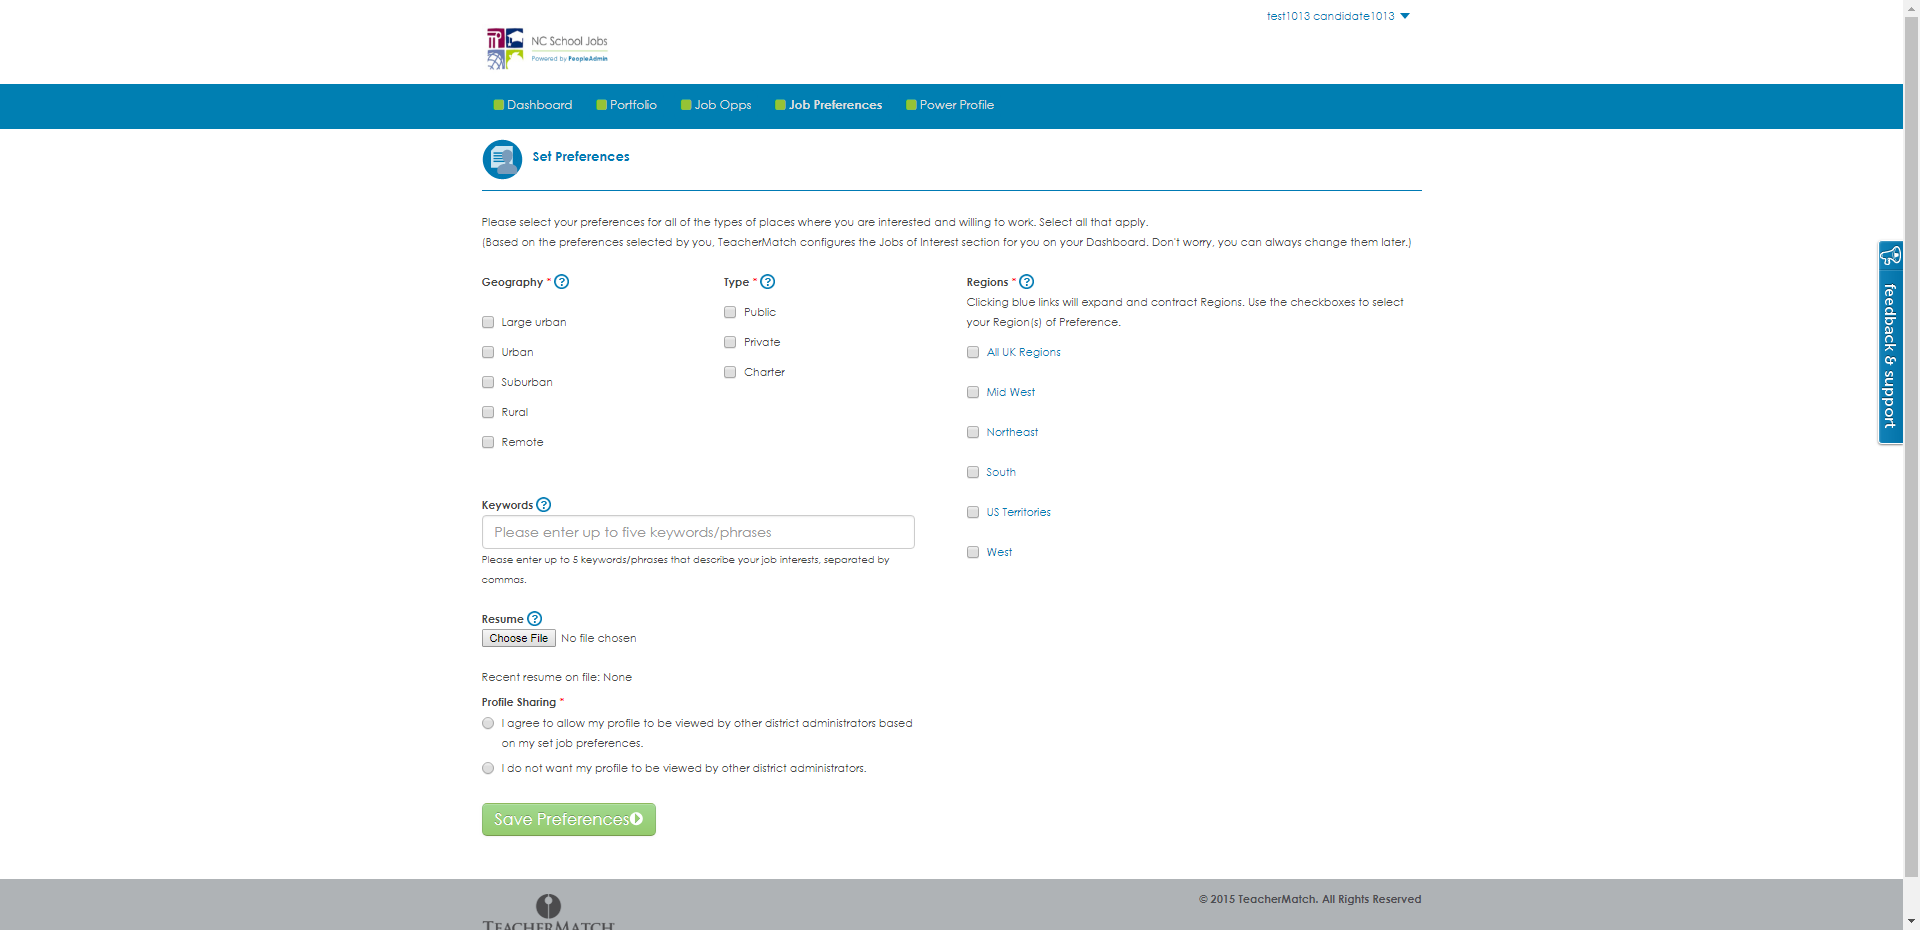 test1013 candidate1013
NC School Jobs
Powered by PeopleAdmin
Dashboard
Portfolio
Job Opps
Job Preferences
Power Profile
Set Preferences
Please select your preferences for all of the types of places where you are interested and willing to work. Select all that apply.
(Based on the preferences selected by you, TeacherMatch configures the Jobs of Interest section for you on your Dashboard. Don't worry, you can always change them later.)
Geography * ?
Large urban
Urban
Suburban
Rural
Remote
Type * ?
Public
Private
Charter
Regions * ?
Clicking blue links will expand and contract Regions. Use the checkboxes to select
your Region(s) of Preference.
All UK Regions
Mid West
Northeast
South
US Territories
West
Keywords ?
Please enter up to five keywords/phrases
Please enter up to 5 keywords/phrases that describe your job interests, separated by
commas.
Resume ?
Choose File No file chosen
Recent resume on file: None
Profile Sharing *
I agree to allow my profile to be viewed by other district administrators based
on my set job preferences.
I do not want my profile to be viewed by other district administrators.
Save Preferences
feedback & support
© 2015 TeacherMatch. All Rights Reserved
TEACHERMATCH